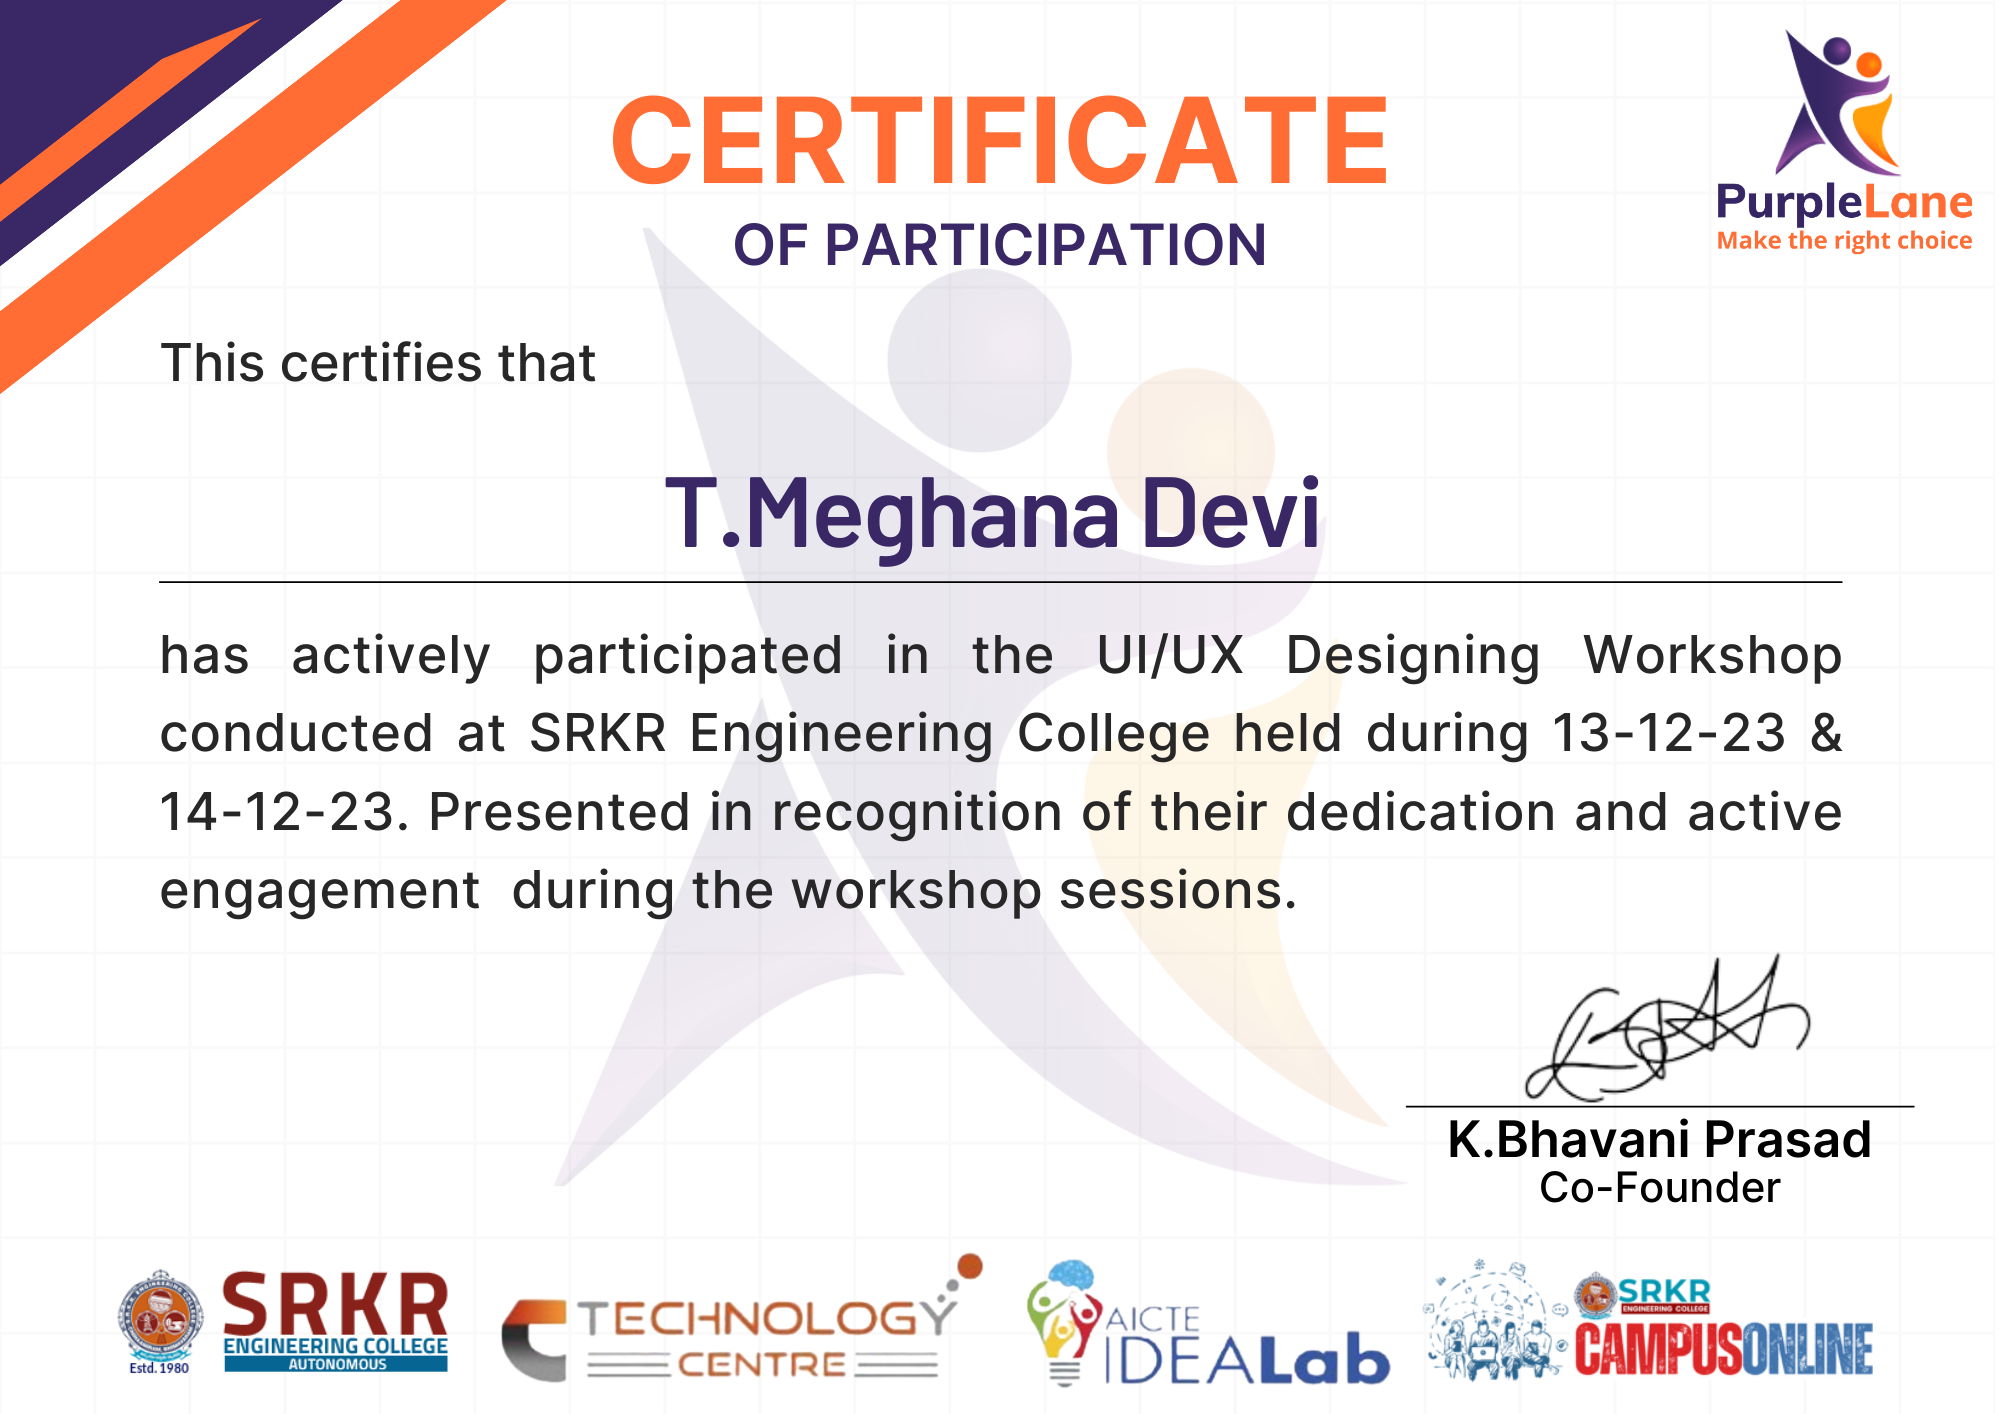 CERTIFICATE
OF PARTICIPATION
PurpleLane
Make the right choice
This certifies that
T.Meghana Devi
has actively participated in the UI/UX Designing Workshop
conducted at SRKR Engineering College held during 13-12-23 &
14-12-23. Presented in recognition of their dedication and active
engagement during the workshop sessions.
K.Bhavani Prasad
Co-Founder
Estd. 1980
SRKR
ENGINEERING COLLEGE
AUTONOMOUS
TECHNOLOGY
CENTRE
AICTE
IDEALab
SRKR
ENGINEERING COLLEGE
CAMPUSONLINE